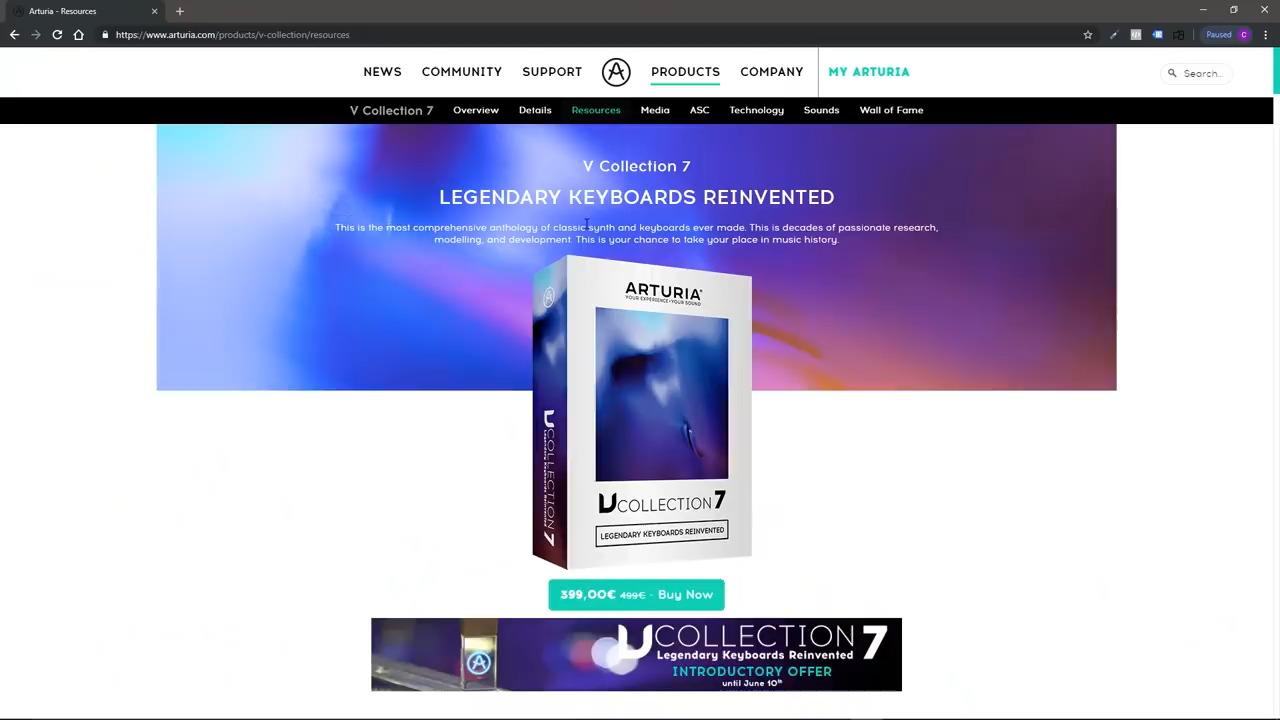 Arturia - Resources
https://www.arturia.com/products/v-collection/resources
Paused
C
NEWS COMMUNITY SUPPORT PRODUCTS COMPANY MY ARTURIA
Search...
V Collection 7 Overview Details Resources Media ASC Technology Sounds Wall of Fame
V Collection 7
LEGENDARY KEYBOARDS REINVENTED
This is the most comprehensive anthology of classic synth and keyboards ever made. This is decades of passionate research,
modelling, and development. This is your chance to take your place in music history.
ARTURIA
YOUR EXPERIENCE • YOUR SOUND
V COLLECTION 7
LEGENDARY KEYBOARDS REINVENTED
V COLLECTION 7
Legendary Keyboards Reinvented
399,00€ 499€ - Buy Now
V COLLECTION 7
Legendary Keyboards Reinvented
INTRODUCTORY OFFER
until June 10th